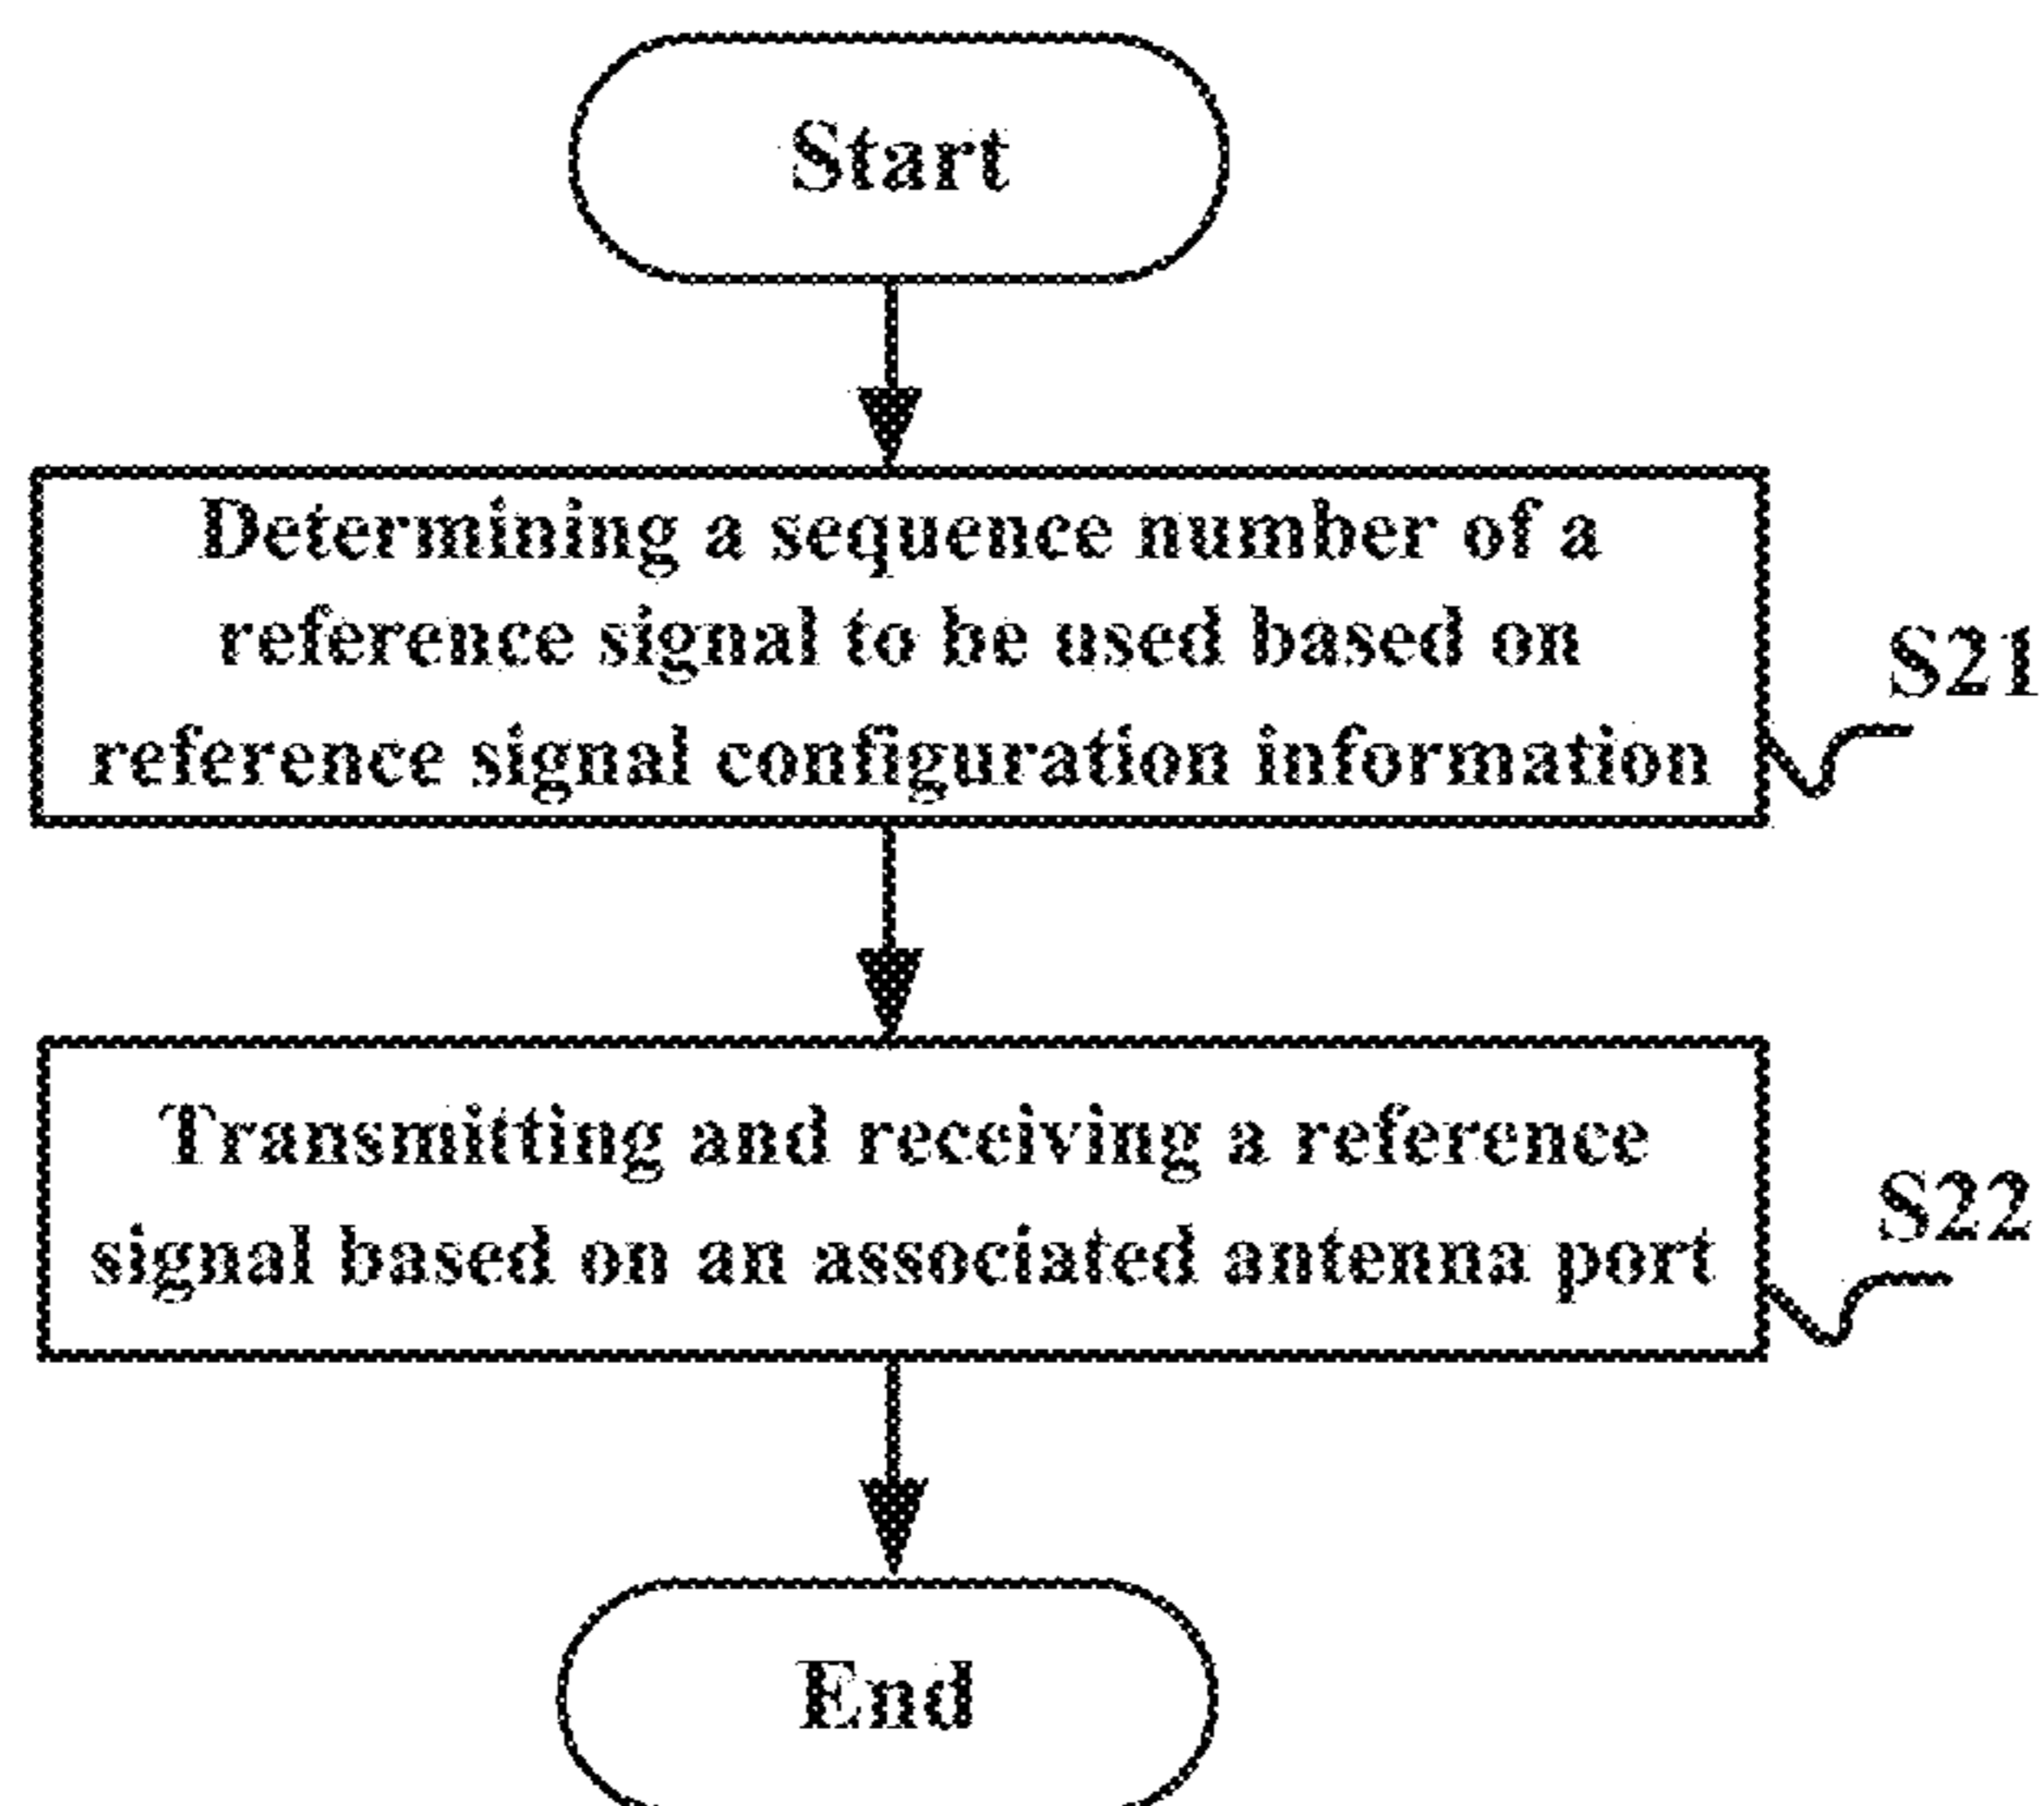 Start
Determining a sequence number of a
reference signal to be used based on
reference signal configuration information
S21
Transmitting and receiving a reference
signal based on an associated antenna port
S22
End